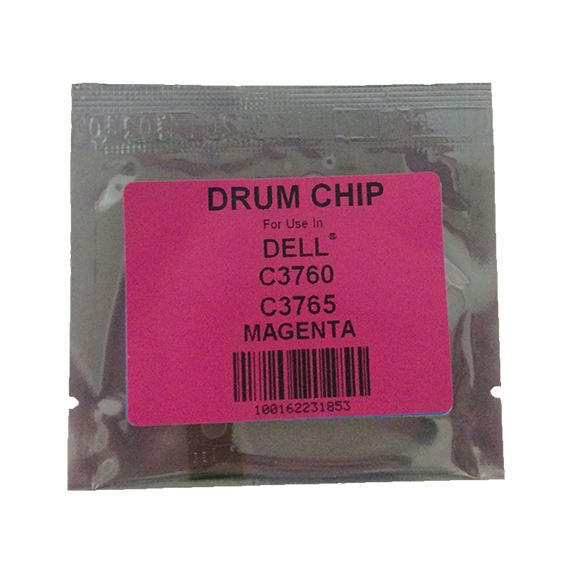 DRUM CHIP
For Use In
DELL®
C3760
C3765
MAGENTA
100162231853